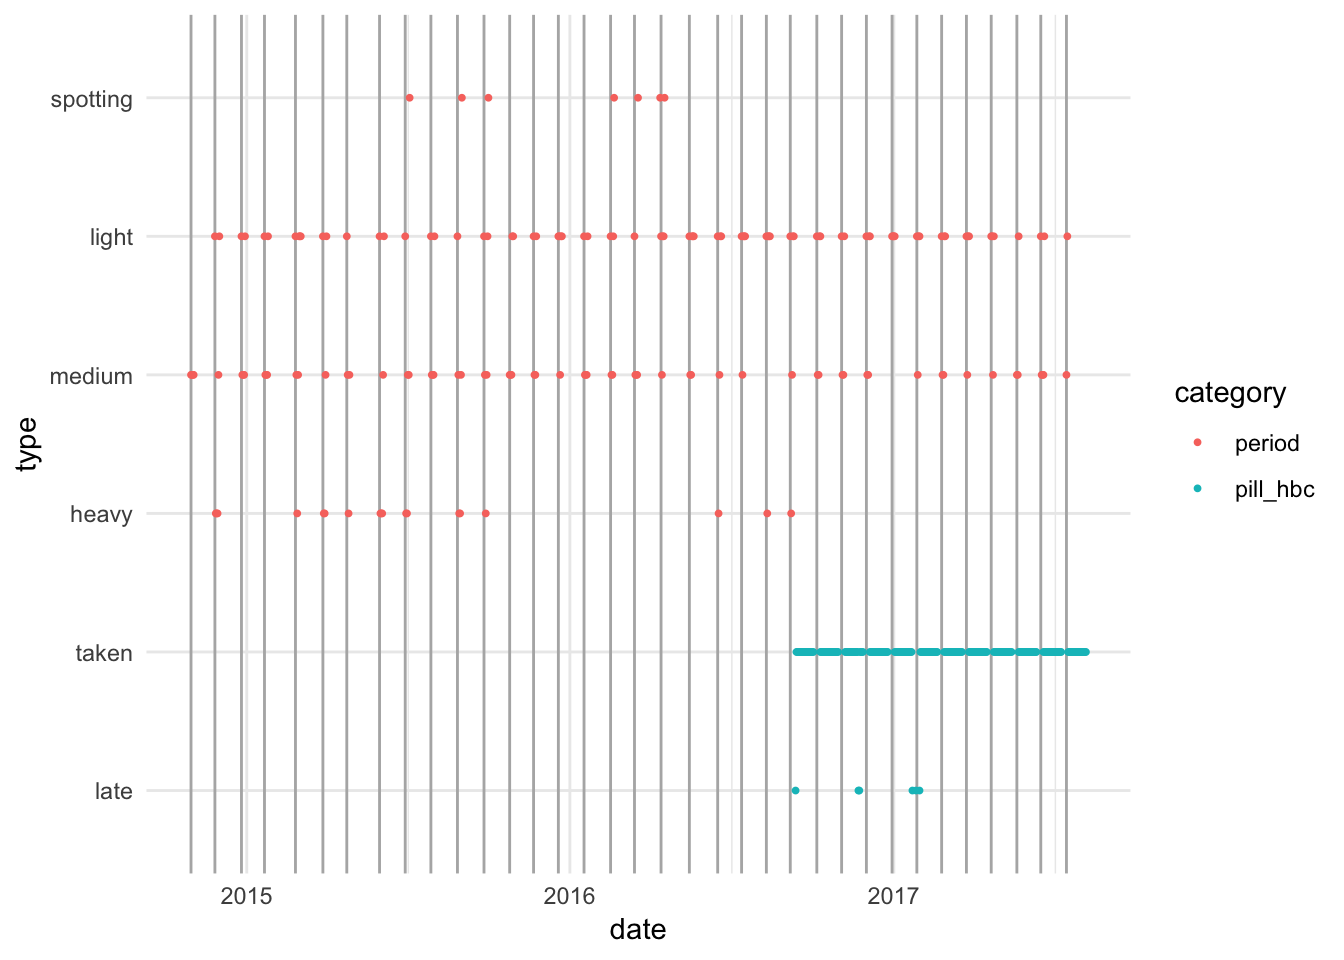 spotting
light
medium
heavy
taken
late
type
2015
2016
2017
date
category
period
pill_hbc